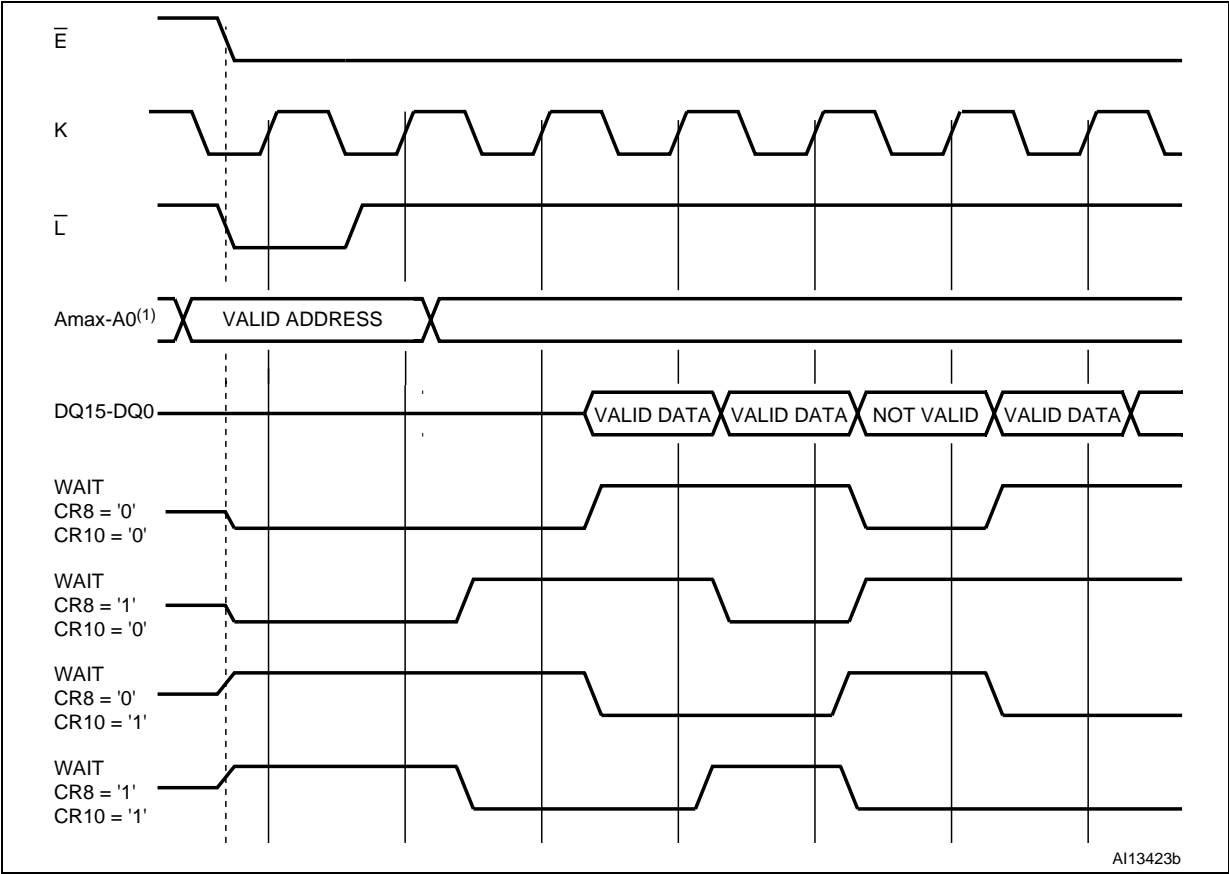 E
K
L
Amax-A0(1)
VALID ADDRESS
DQ15-DQ0
VALID DATA
VALID DATA
NOT VALID
VALID DATA
WAIT
CR8 = '0'
CR10 = '0'
WAIT
CR8 = '1'
CR10 = '0'
WAIT
CR8 = '0'
CR10 = '1'
WAIT
CR8 = '1'
CR10 = '1'
AI13423b